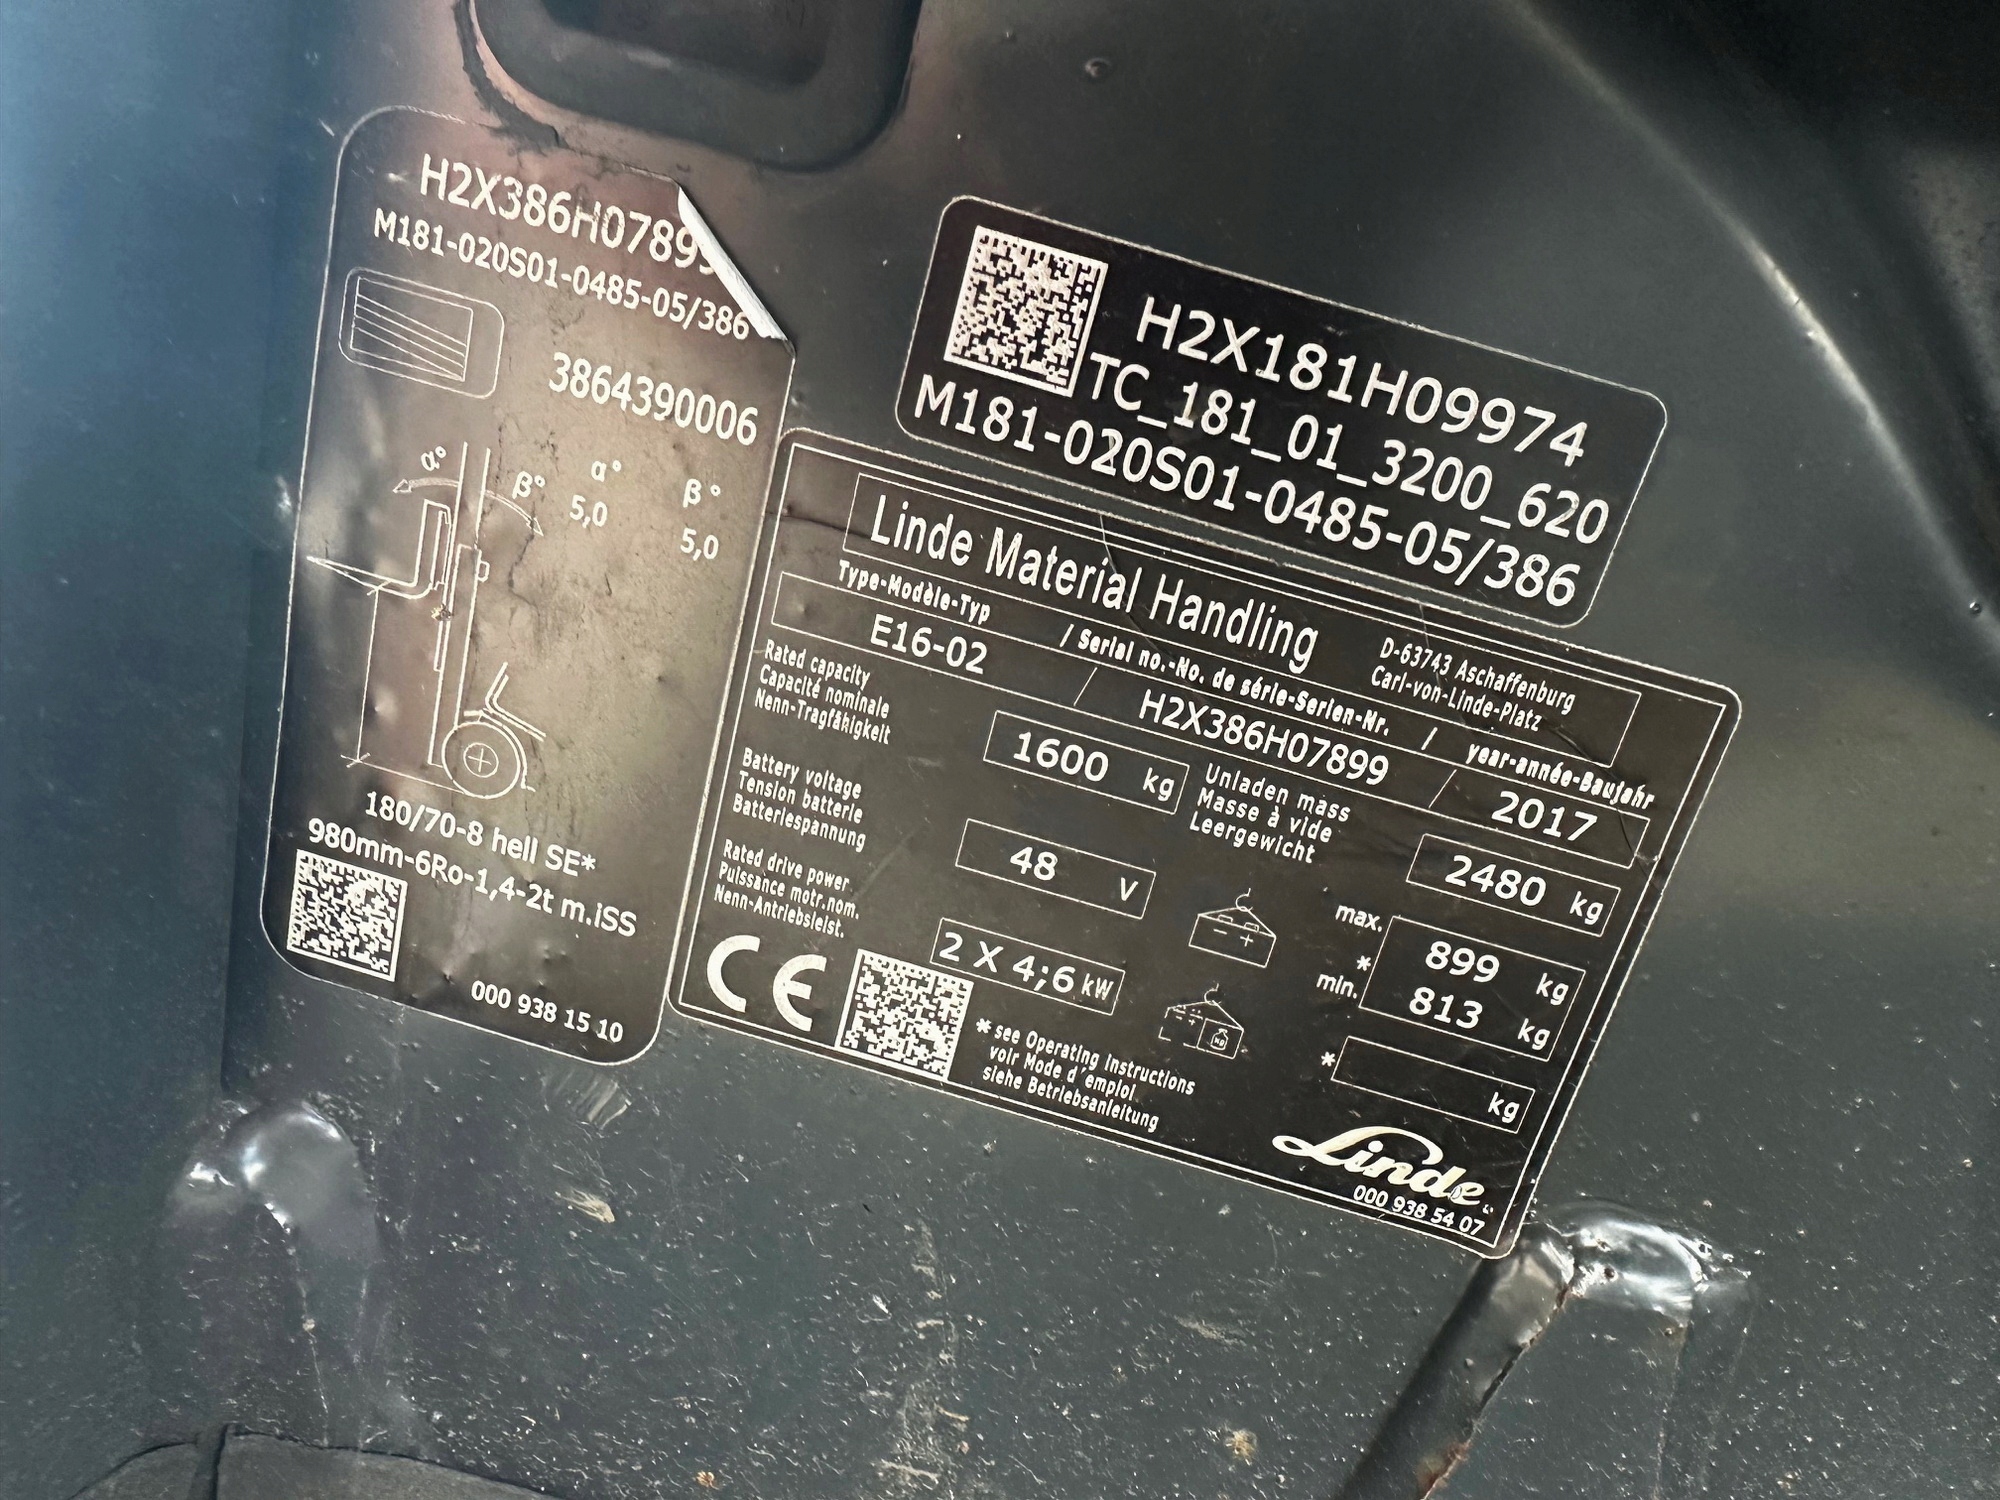 H2X386H0789
M181-020S01-0485-05/386
3864390006
α°
β°
α°
β°
5,0
5,0
180/70-8 hell SE*
980mm-6Ro-1,4-2t m.iSS
000 938 15 10
H2X181H09974
TC_181_01_3200_620
M181-020S01-0485-05/386
Linde Material Handling
D-63743 Aschaffenburg
Carl-von-Linde-Platz
Type-Modèle-Typ / Serial no.-No. de série-Serien-Nr. / year-année-Baujahr
E16-02 / H2X386H07899 / 2017
Rated capacity
Capacité nominale
Nenn-Tragfähigkeit
1600 kg
Unladen mass
Masse à vide
Leergewicht
2480 kg
Battery voltage
Tension batterie
Batteriespannung
48 V
max.
899 kg
*
min.
813 kg
Rated drive power
Puissance motr.nom.
Nenn-Antriebsleist.
2 X 4;6 kW
kg
*
kg
CE
* see Operating Instructions
voir Mode d'emploi
siehe Betriebsanleitung
Linde
000 938 54 07